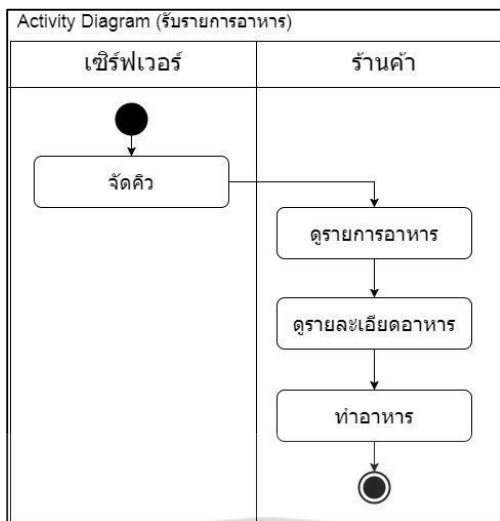 Activity Diagram (รับรายการอาหาร)
เซิร์ฟเวอร์
ร้านค้า
จัดคิว
ดูรายการอาหาร
ดูรายละเอียดอาหาร
ทำอาหาร